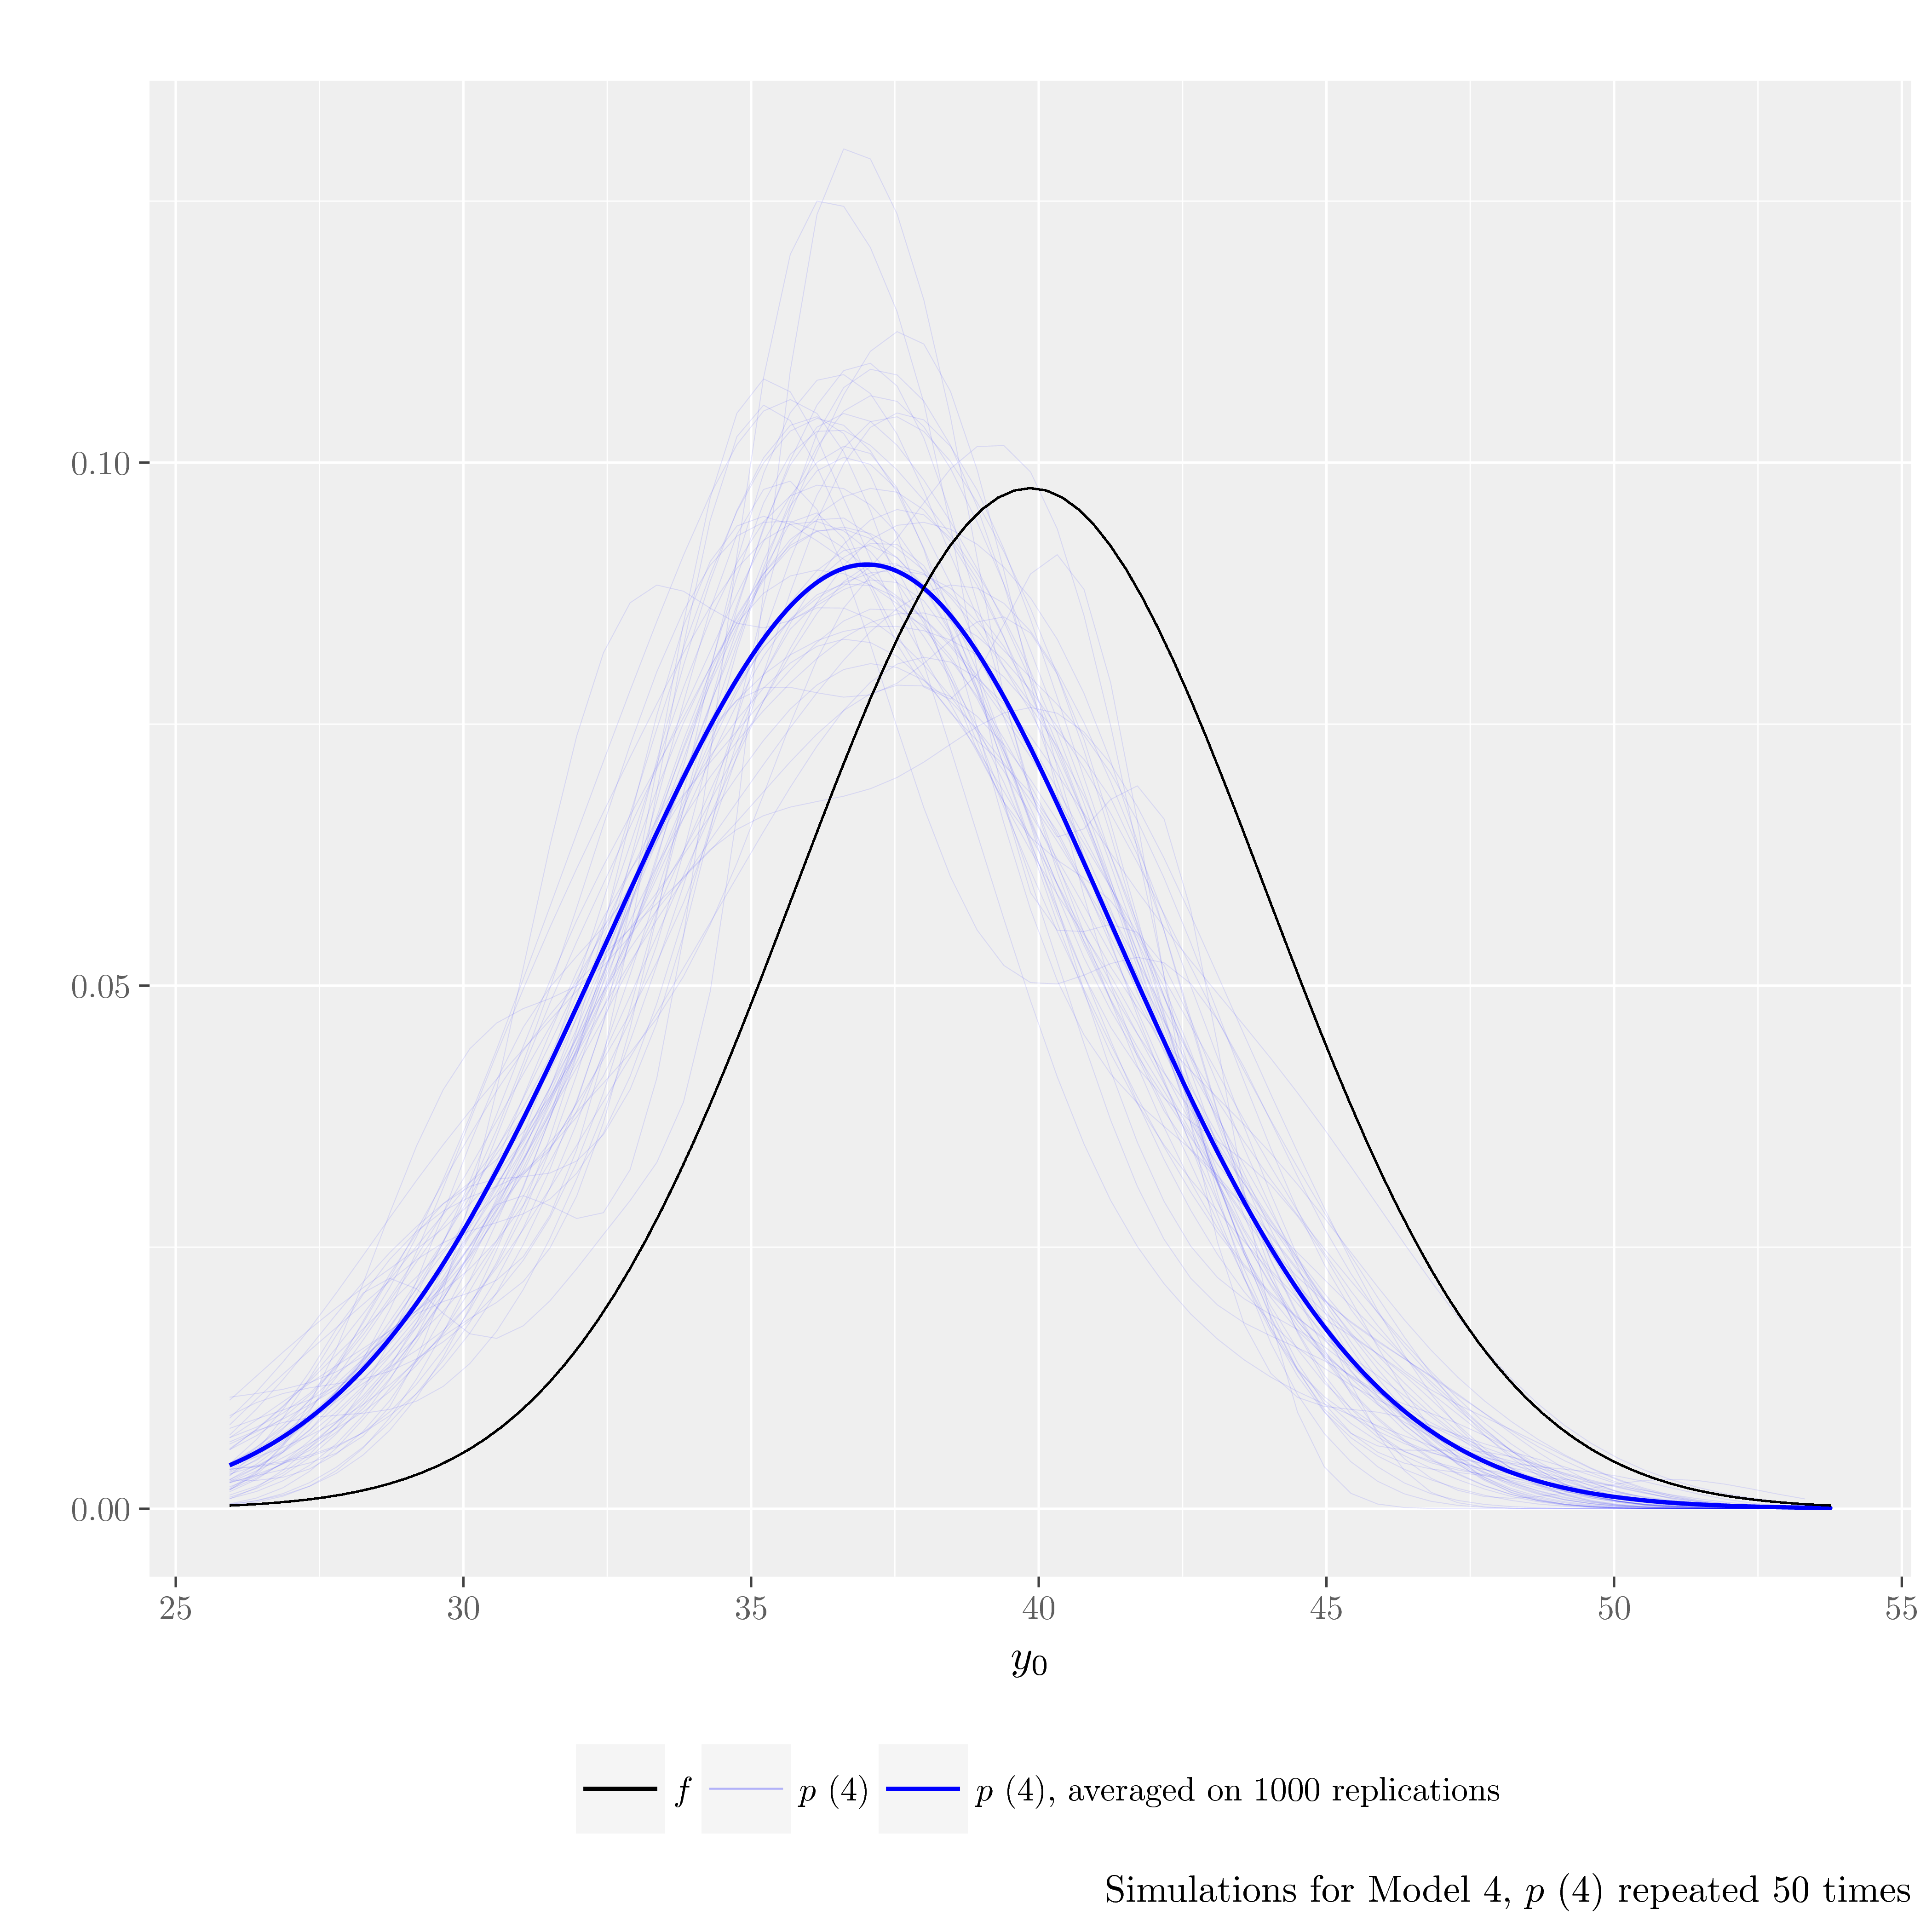 0.10
0.05
0.00
25 30 35 40 45 50 55
y₀
f p (4) p (4), averaged on 1000 replications
Simulations for Model 4, p (4) repeated 50 times